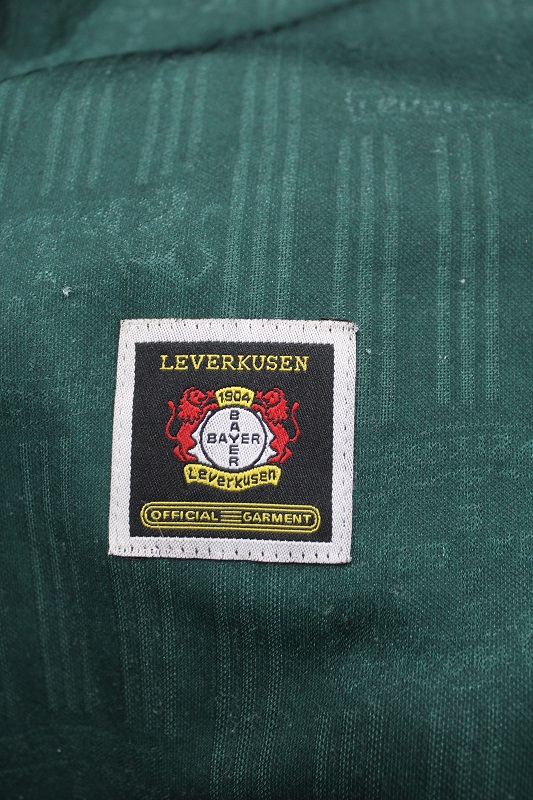 LEVERKUSEN
1904
BAYER
BAYER
Leverkusen
OFFICIAL GARMENT